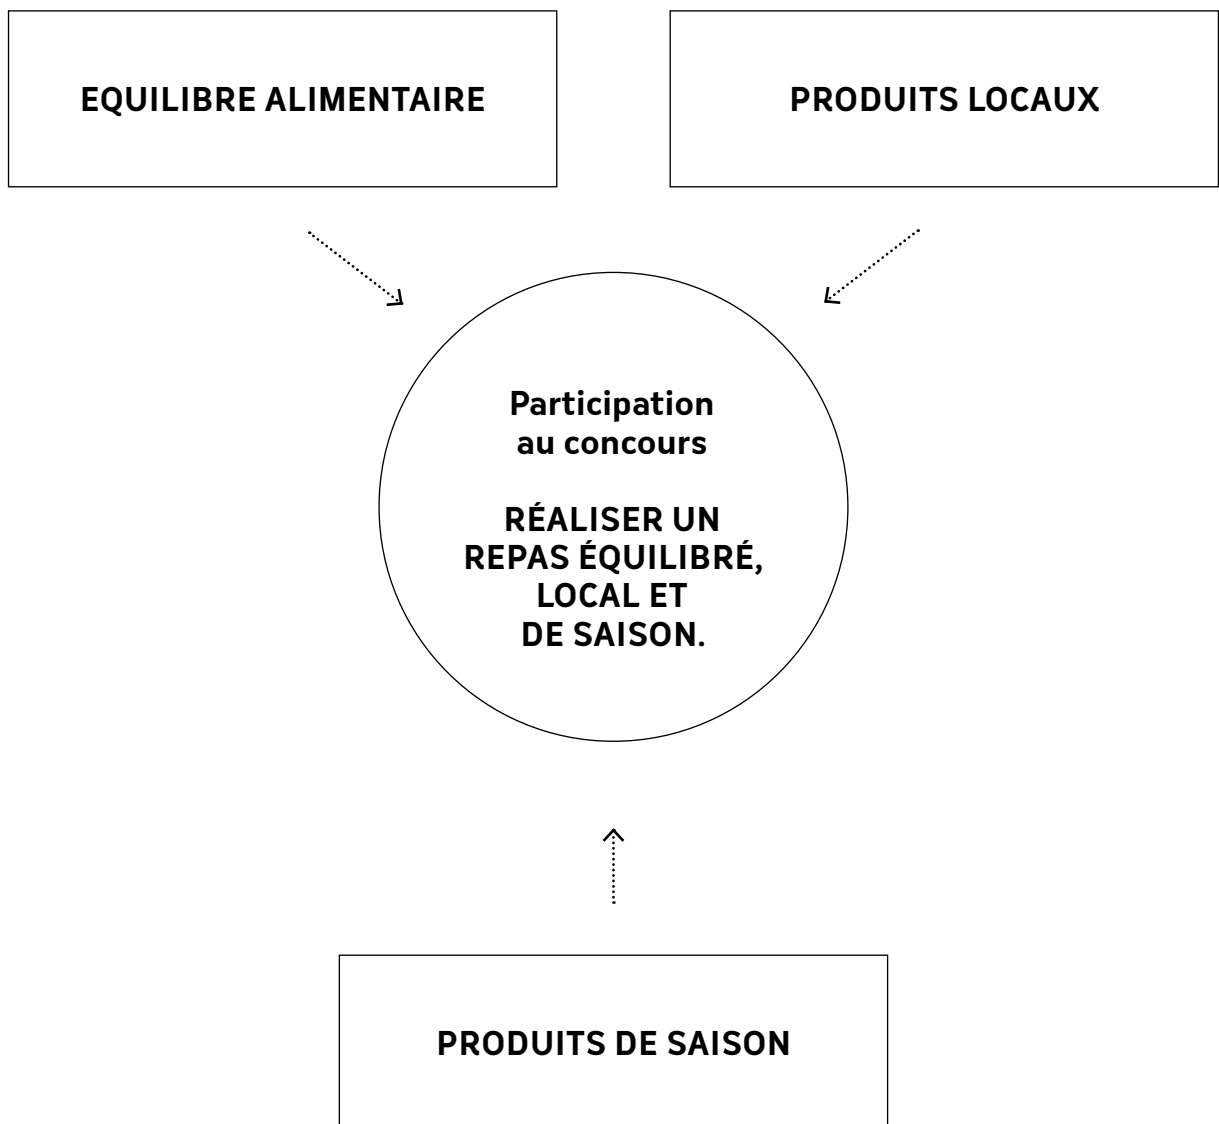 EQUILIBRE ALIMENTAIRE
PRODUITS LOCAUX
Participation
au concours
RÉALISER UN
REPAS ÉQUILIBRÉ,
LOCAL ET
DE SAISON.
PRODUITS DE SAISON